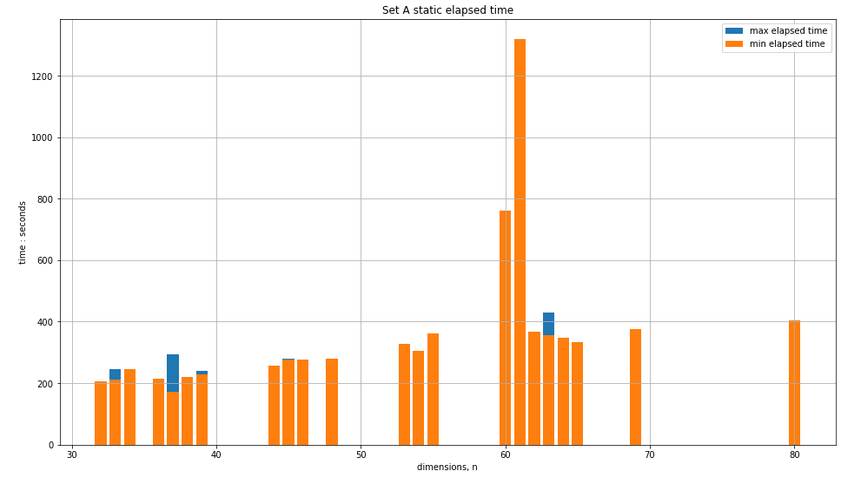 Set A static elapsed time
max elapsed time
min elapsed time
time : seconds
1200
1000
800
600
400
200
0
30 40 50 60 70 80
dimensions, n